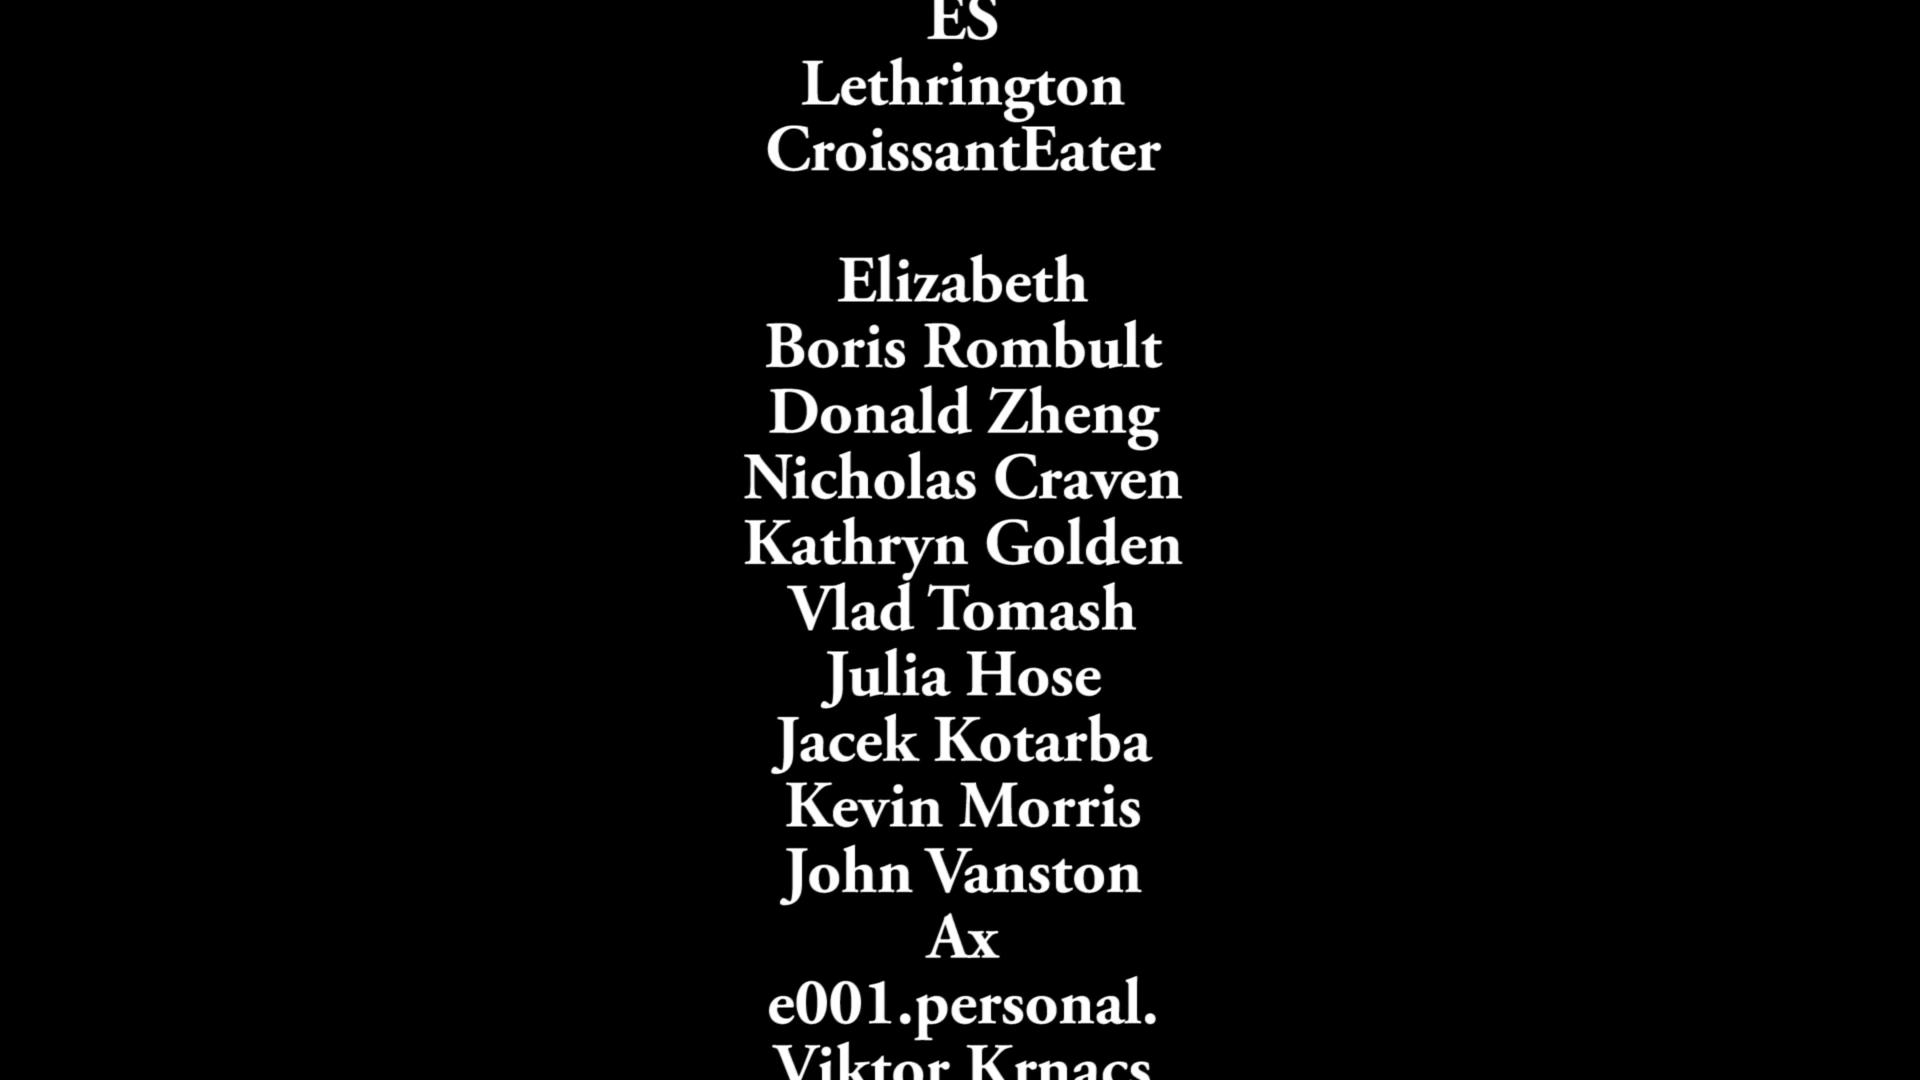 ES
Lethrington
CroissantEater
Elizabeth
Boris Rombult
Donald Zheng
Nicholas Craven
Kathryn Golden
Vlad Tomash
Julia Hose
Jacek Kotarba
Kevin Morris
John Vanston
Ax
e001.personal.
Viktor Krnacs